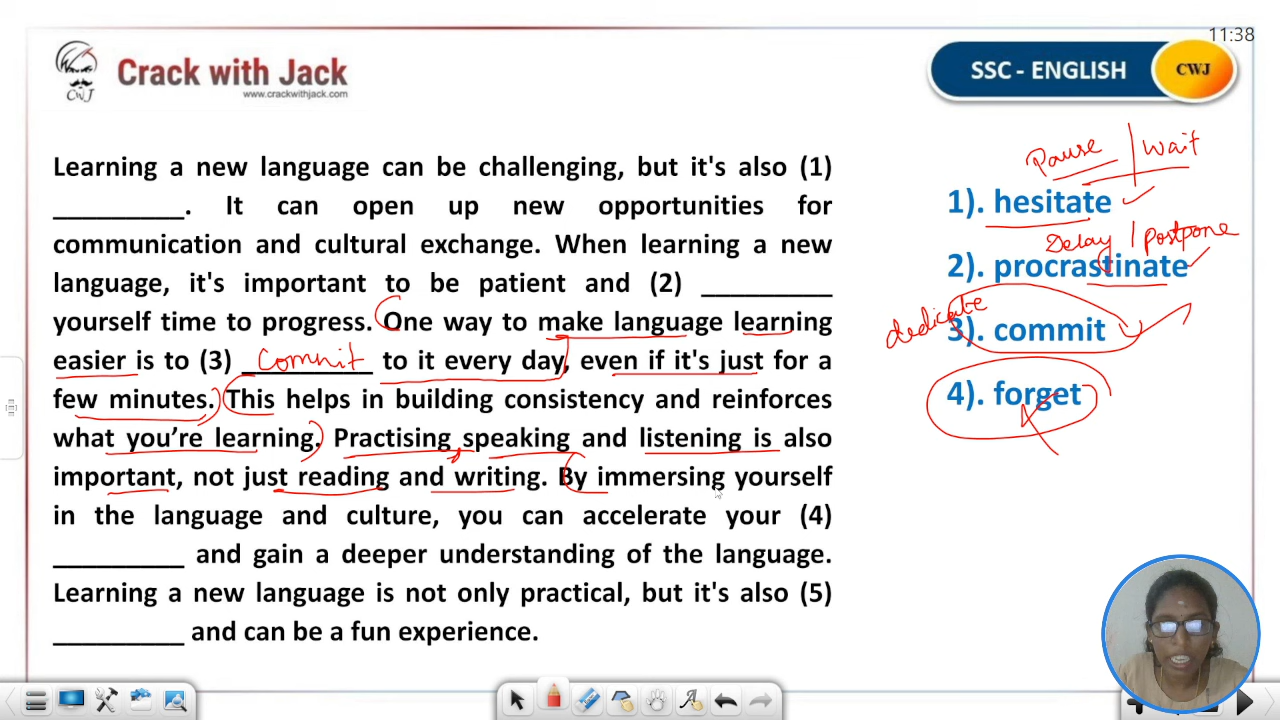 11:38
Crack with Jack
www.crackwithjack.com
CWJ
SSC - ENGLISH
CWJ
Learning a new language can be challenging, but it's also (1)
_________. It can open up new opportunities for
communication and cultural exchange. When learning a new
language, it's important to be patient and (2) _________
yourself time to progress. One way to make language learning
easier is to (3) commit to it every day, even if it's just for a
few minutes. This helps in building consistency and reinforces
what you're learning. Practising speaking and listening is also
important, not just reading and writing. By immersing yourself
in the language and culture, you can accelerate your (4)
_________ and gain a deeper understanding of the language.
Learning a new language is not only practical, but it's also (5)
_________ and can be a fun experience.
Pause | Wait
1). hesitate
Delay / Postpone
2). procrastinate
dedicate
3). commit
4). forget